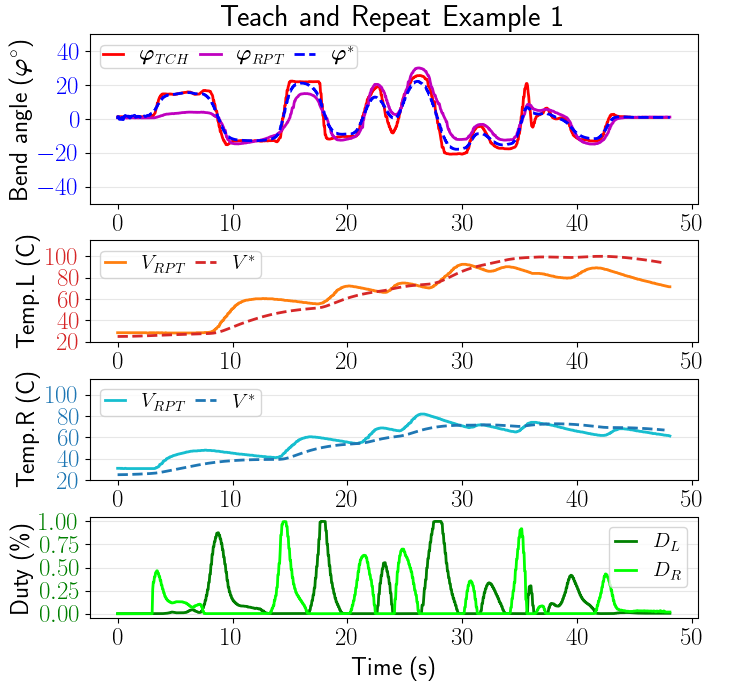 Teach and Repeat Example 1
Bend angle (φ°)
40
20
0
−20
−40
φ_TCH φ_RPT φ*
0 10 20 30 40 50
Temp.L (C)
100
80
60
40
20
V_RPT V*
0 10 20 30 40 50
Temp.R (C)
100
80
60
40
20
V_RPT V*
0 10 20 30 40 50
Duty (%)
1.00
0.75
0.50
0.25
0.00
D_L
D_R
0 10 20 30 40 50
Time (s)